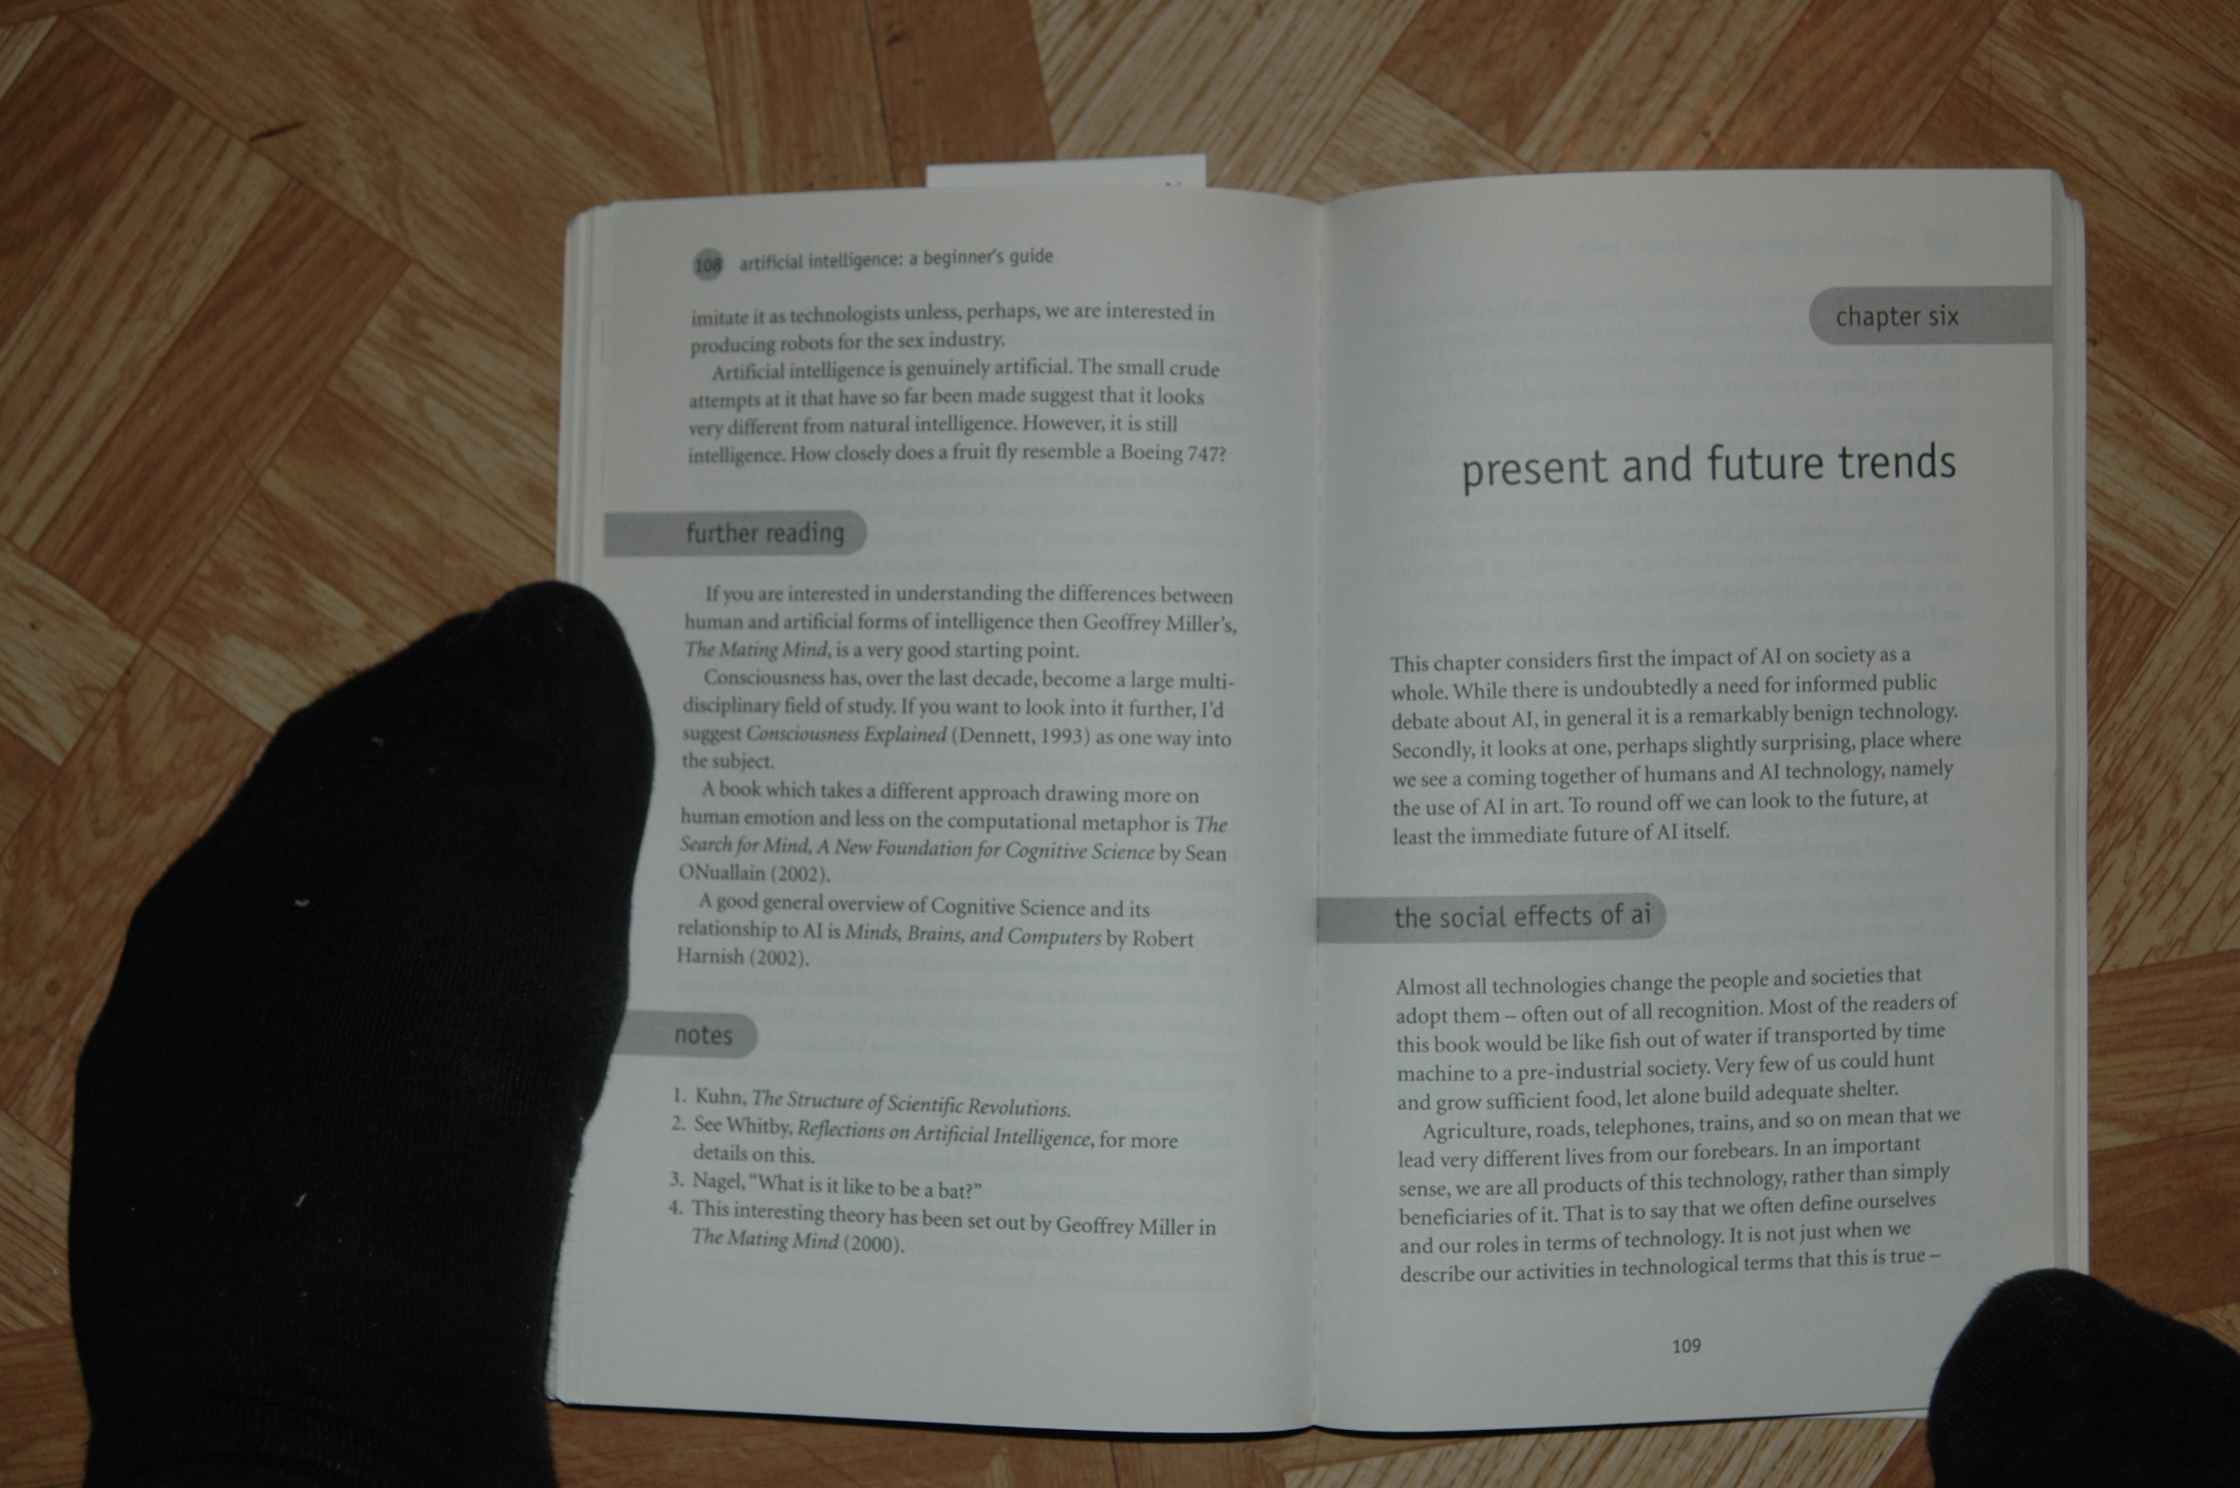 108 artificial intelligence: a beginner's guide
imitate it as technologists unless, perhaps, we are interested in
producing robots for the sex industry.
Artificial intelligence is genuinely artificial. The small crude
attempts at it that have so far been made suggest that it looks
very different from natural intelligence. However, it is still
intelligence. How closely does a fruit fly resemble a Boeing 747?
further reading
If you are interested in understanding the differences between
human and artificial forms of intelligence then Geoffrey Miller's,
The Mating Mind, is a very good starting point.
Consciousness has, over the last decade, become a large multi-
disciplinary field of study. If you want to look into it further, I'd
suggest Consciousness Explained (Dennett, 1993) as one way into
the subject.
A book which takes a different approach drawing more on
human emotion and less on the computational metaphor is The
Search for Mind, A New Foundation for Cognitive Science by Sean
ONuallain (2002).
A good general overview of Cognitive Science and its
relationship to AI is Minds, Brains, and Computers by Robert
Harnish (2002).
notes
1. Kuhn, The Structure of Scientific Revolutions.
2. See Whitby, Reflections on Artificial Intelligence, for more
details on this.
3. Nagel, “What is it like to be a bat?”
4. This interesting theory has been set out by Geoffrey Miller in
The Mating Mind (2000).
chapter six
present and future trends
This chapter considers first the impact of AI on society as a
whole. While there is undoubtedly a need for informed public
debate about AI, in general it is a remarkably benign technology.
Secondly, it looks at one, perhaps slightly surprising, place where
we see a coming together of humans and AI technology, namely
the use of AI in art. To round off we can look to the future, at
least the immediate future of AI itself.
the social effects of ai
Almost all technologies change the people and societies that
adopt them – often out of all recognition. Most of the readers of
this book would be like fish out of water if transported by time
machine to a pre-industrial society. Very few of us could hunt
and grow sufficient food, let alone build adequate shelter.
Agriculture, roads, telephones, trains, and so on mean that we
lead very different lives from our forebears. In an important
sense, we are all products of this technology, rather than simply
beneficiaries of it. That is to say that we often define ourselves
and our roles in terms of technology. It is not just when we
describe our activities in technological terms that this is true –
109